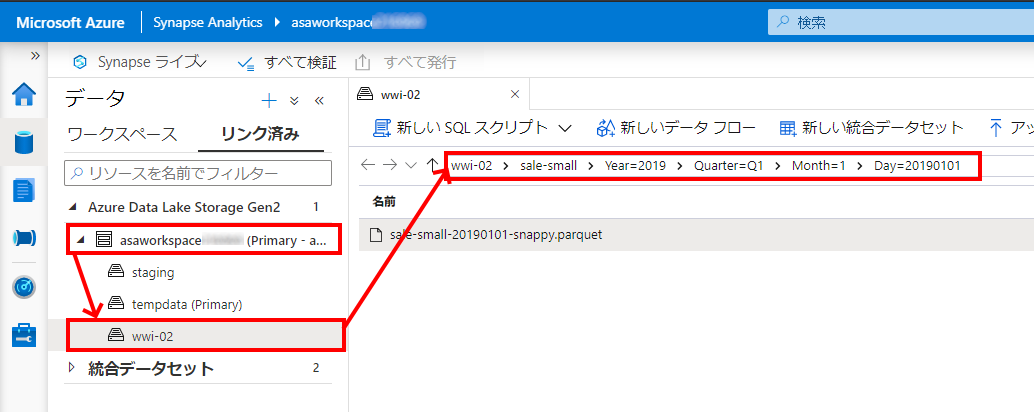 Microsoft Azure Synapse Analytics asaworkspace 検索
Synapse ライブ すべて検証 すべて発行
データ
ワークスペース リンク済み
リソースを名前でフィルター
Azure Data Lake Storage Gen2 1
asaworkspace (Primary - a...
staging
tempdata (Primary)
wwi-02
統合データセット 2
wwi-02
新しい SQL スクリプト 新しいデータ フロー 新しい統合データセット アッ
wwi-02 sale-small Year=2019 Quarter=Q1 Month=1 Day=20190101
名前
sale-small-20190101-snappy.parquet